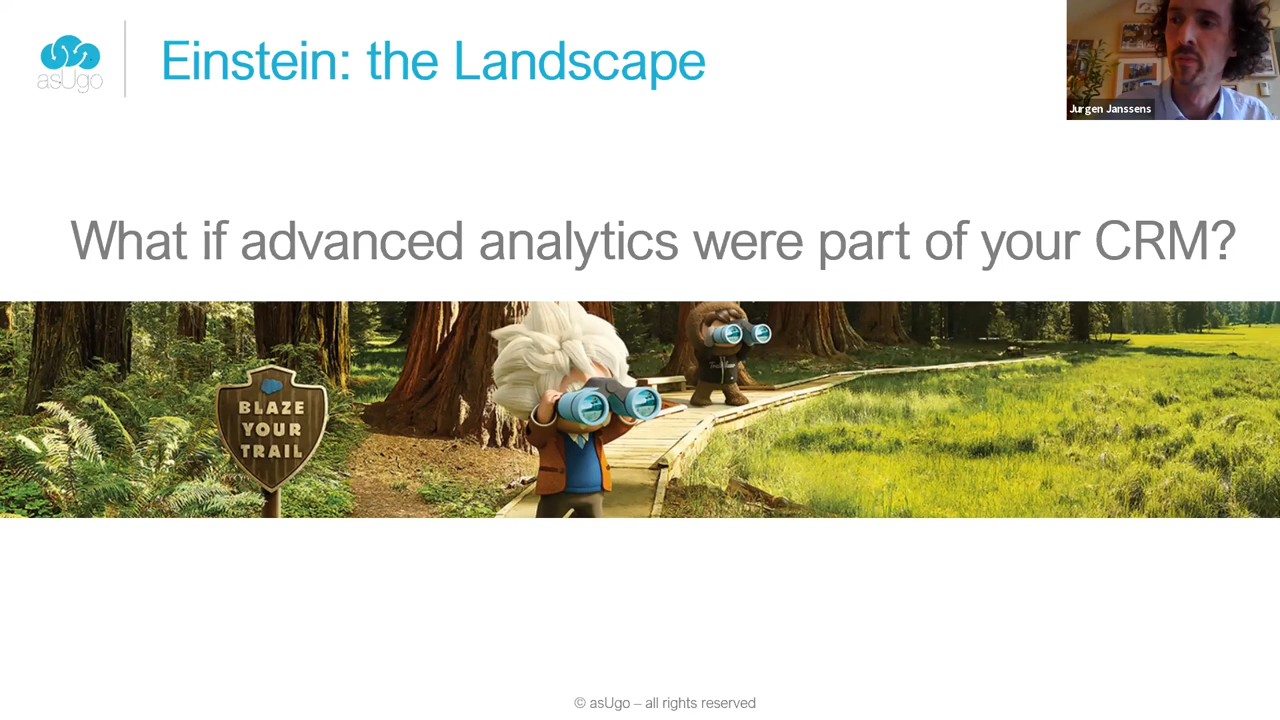 asUgo
Einstein: the Landscape
Jurgen Janssens
What if advanced analytics were part of your CRM?
BLAZE
YOUR
TRAIL
© asUgo – all rights reserved